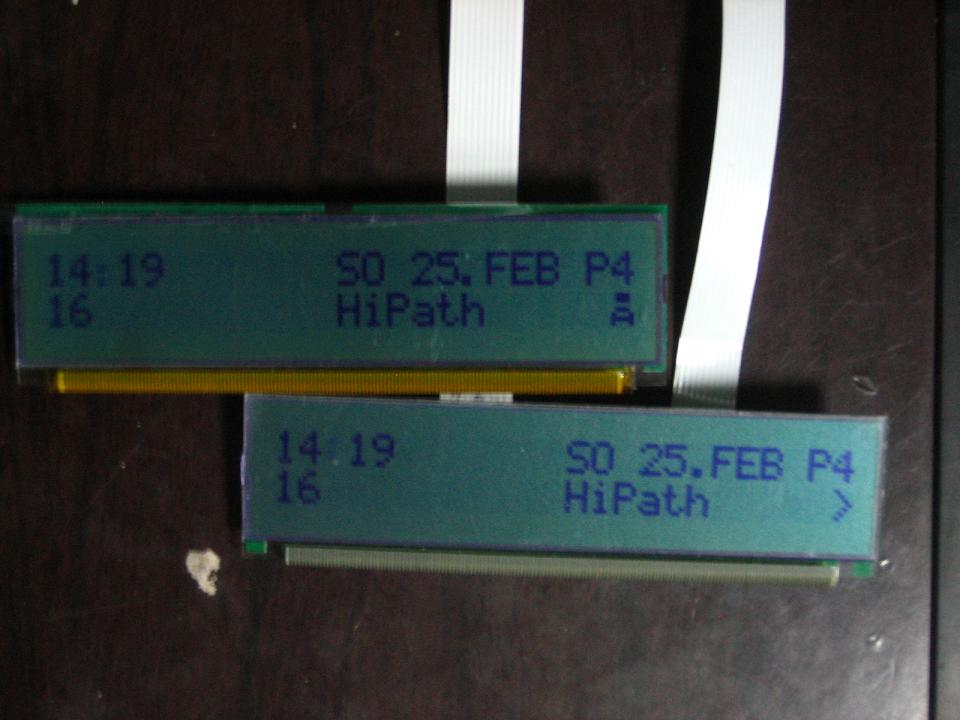 14:19 SO 25.FEB P4
16 HiPath Ä
14:19 SO 25.FEB P4
16 HiPath >